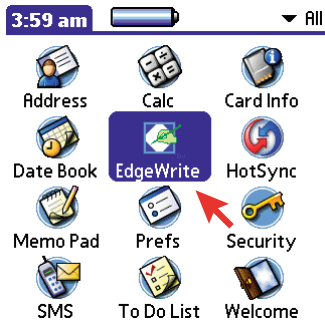 3:59 am All
Address Calc Card Info
Date Book EdgeWrite HotSync
Memo Pad Prefs Security
SMS To Do List Welcome